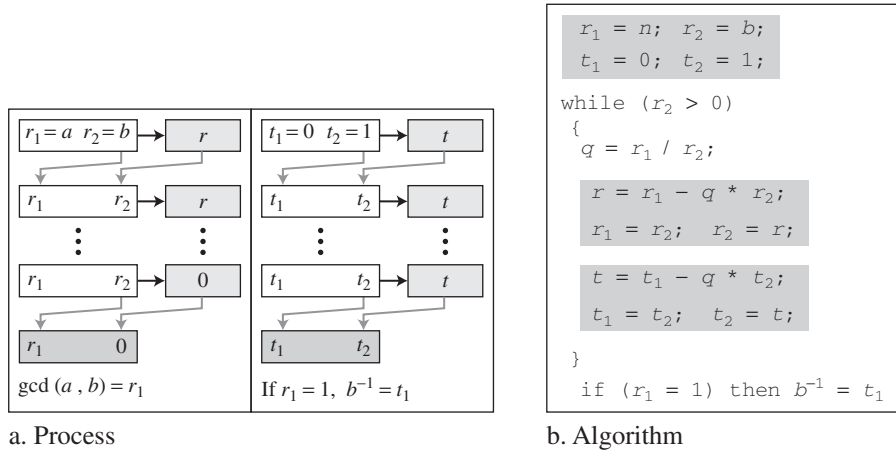 r₁ = a r₂ = b r
t₁ = 0 t₂ = 1 t
r₁ r₂ r
t₁ t₂ t
r₁ r₂ 0
t₁ t₂ t
r₁ 0
t₁ t₂
gcd (a , b) = r₁
If r₁ = 1, b⁻¹ = t₁
a. Process
r₁ = n; r₂ = b;
t₁ = 0; t₂ = 1;
while (r₂ > 0)
{
q = r₁ / r₂;
r = r₁ − q * r₂;
r₁ = r₂; r₂ = r;
t = t₁ − q * t₂;
t₁ = t₂; t₂ = t;
}
if (r₁ = 1) then b⁻¹ = t₁
b. Algorithm